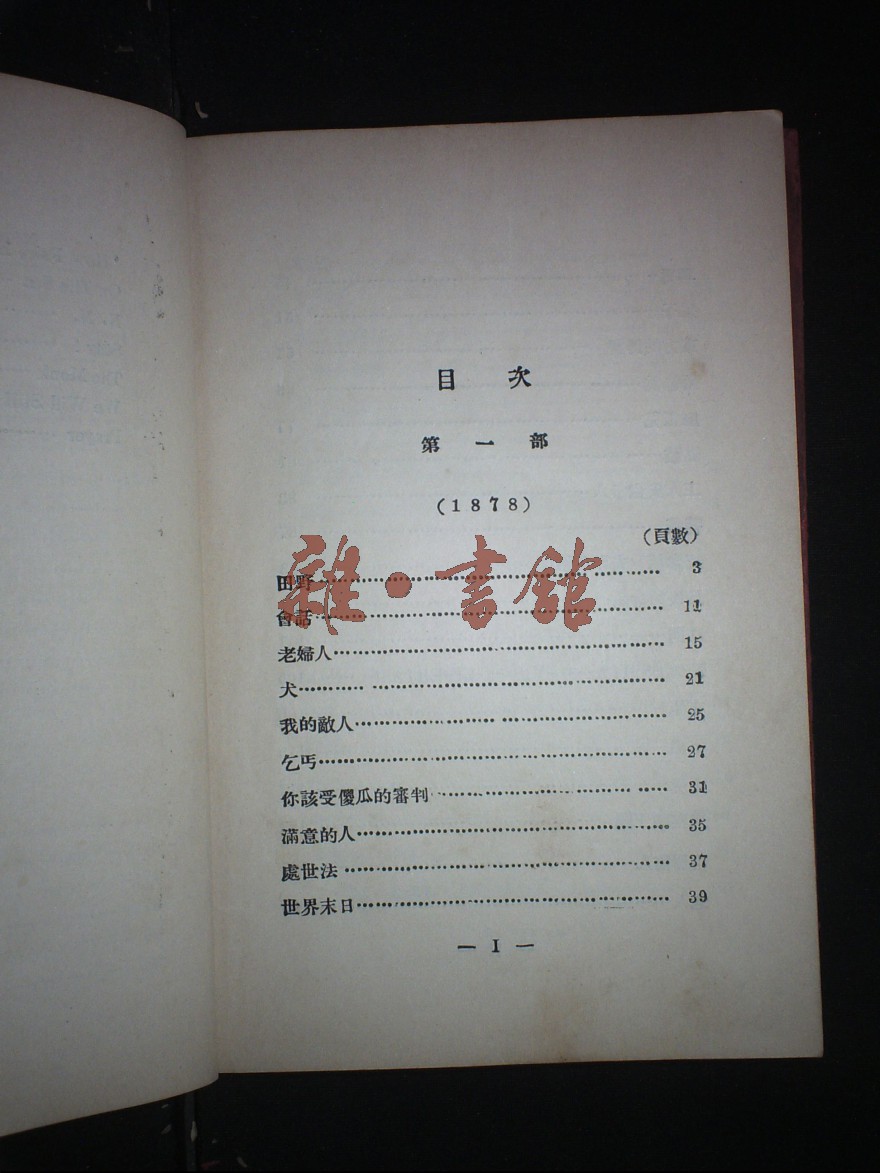 目次
第一部
(1878)
(頁數)
田野 3
會話 11
老婦人 15
犬 21
我的敵人 25
乞丐 27
你該受傻瓜的審判 31
滿意的人 35
處世法 37
世界末日 39
— I —
雜·書館